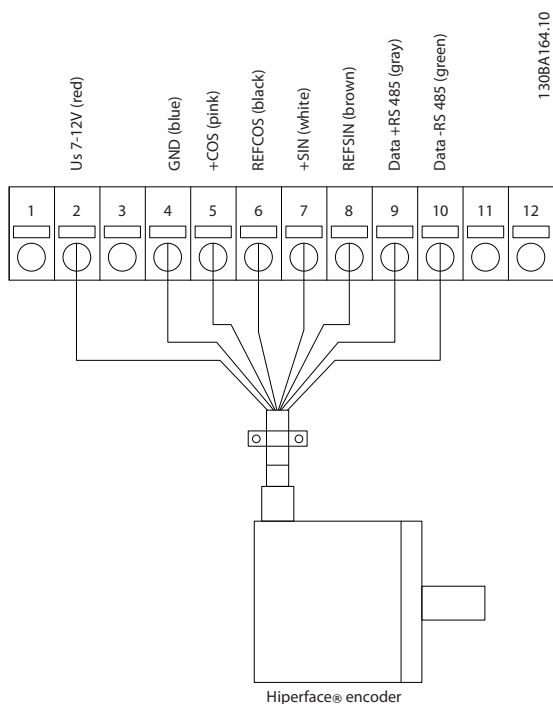 130BA164.10
Us 7-12V (red)
GND (blue)
+COS (pink)
REFCOS (black)
+SIN (white)
REFSIN (brown)
Data +RS 485 (gray)
Data -RS 485 (green)
1 2 3 4 5 6 7 8 9 10 11 12
Hiperface® encoder